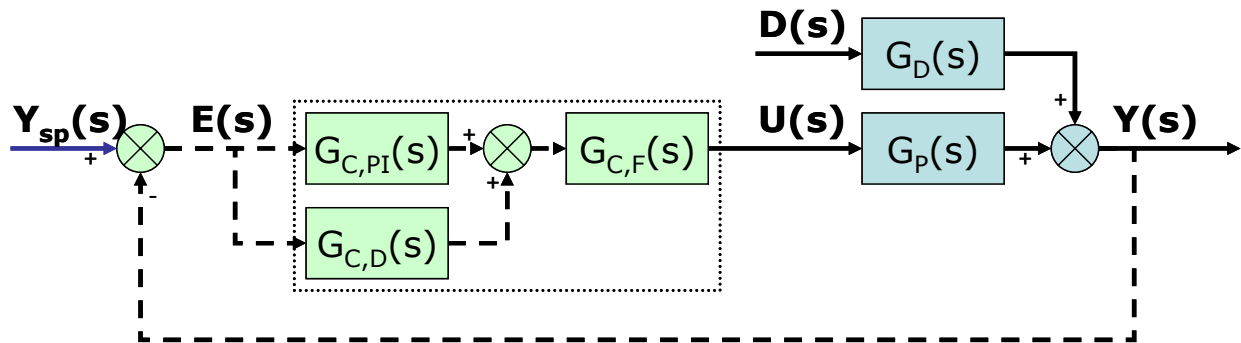 D(s)
G_D(s)
+
Y_sp(s)
E(s)
U(s)
Y(s)
+
G_C,PI(s)
+
G_C,F(s)
G_P(s)
+
-
+
G_C,D(s)